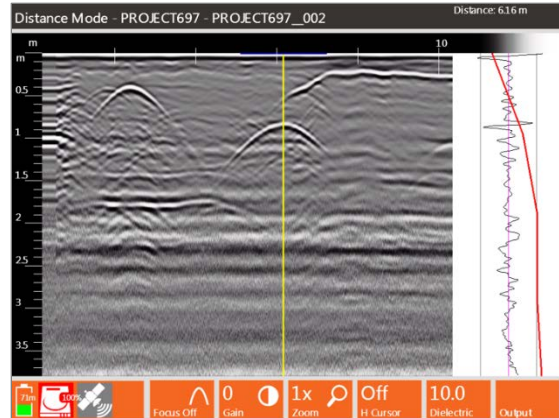 Distance Mode - PROJECT697 - PROJECT697__002
Distance: 6.16 m
m
10
m
0.5
1
1.5
2
2.5
3
3.5
71m
100%
Focus Off
0
Gain
1x
Zoom
Off
H Cursor
10.0
Dielectric
Output